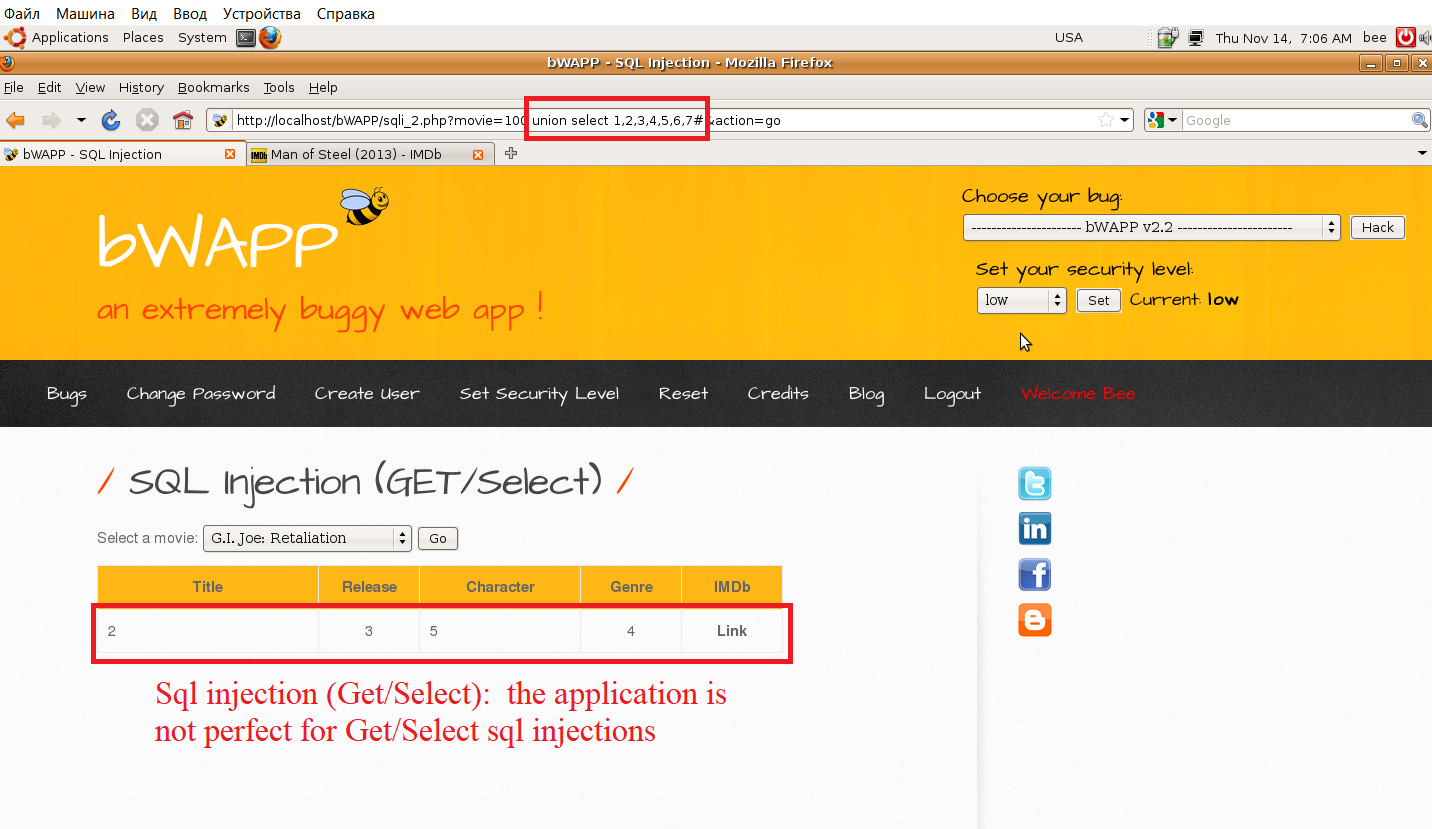 Файл Машина Вид Ввод Устройства Справка
Applications Places System USA Thu Nov 14, 7:06 AM bee
bWAPP - SQL Injection - Mozilla Firefox
File Edit View History Bookmarks Tools Help
http://localhost/bWAPP/sqli_2.php?movie=100 union select 1,2,3,4,5,6,7# &action=go Google
bWAPP - SQL Injection IMDb Man of Steel (2013) - IMDb
bWAPP
an extremely buggy web app !
Choose your bug:
---------------------- bWAPP v2.2 ----------------------- Hack
Set your security level:
low Set Current: low
Bugs Change Password Create User Set Security Level Reset Credits Blog Logout Welcome Bee
/ SQL Injection (GET/Select) /
Select a movie: G.I. Joe: Retaliation Go
Title Release Character Genre IMDb
2 3 5 4 Link
Sql injection (Get/Select): the application is
not perfect for Get/Select sql injections